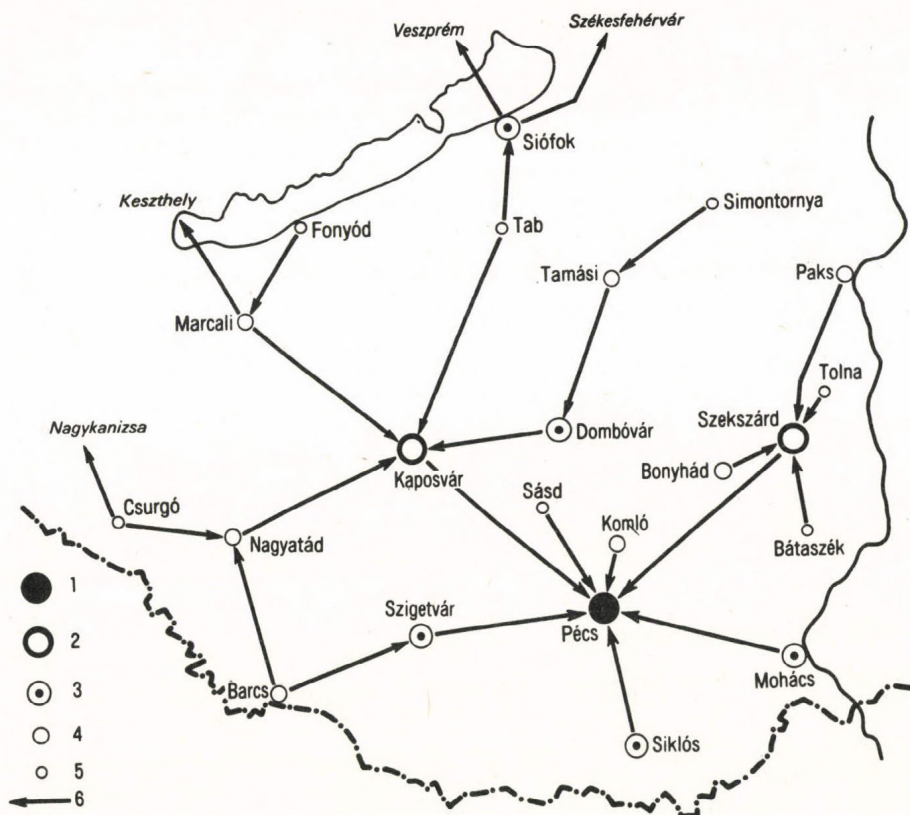 Székesfehérvár
Veszprém
Siófok
Keszthely
Fonyód
Tab
Simontornya
Tamási
Paks
Marcali
Tolna
Szekszárd
Nagykanizsa
Dombóvár
Kaposvár
Bonyhád
Sásd
Csurgó
Komló
Nagyatád
Bátaszék
1
Szigetvár
2
Pécs
Mohács
3
Barcs
4
Siklós
5
6